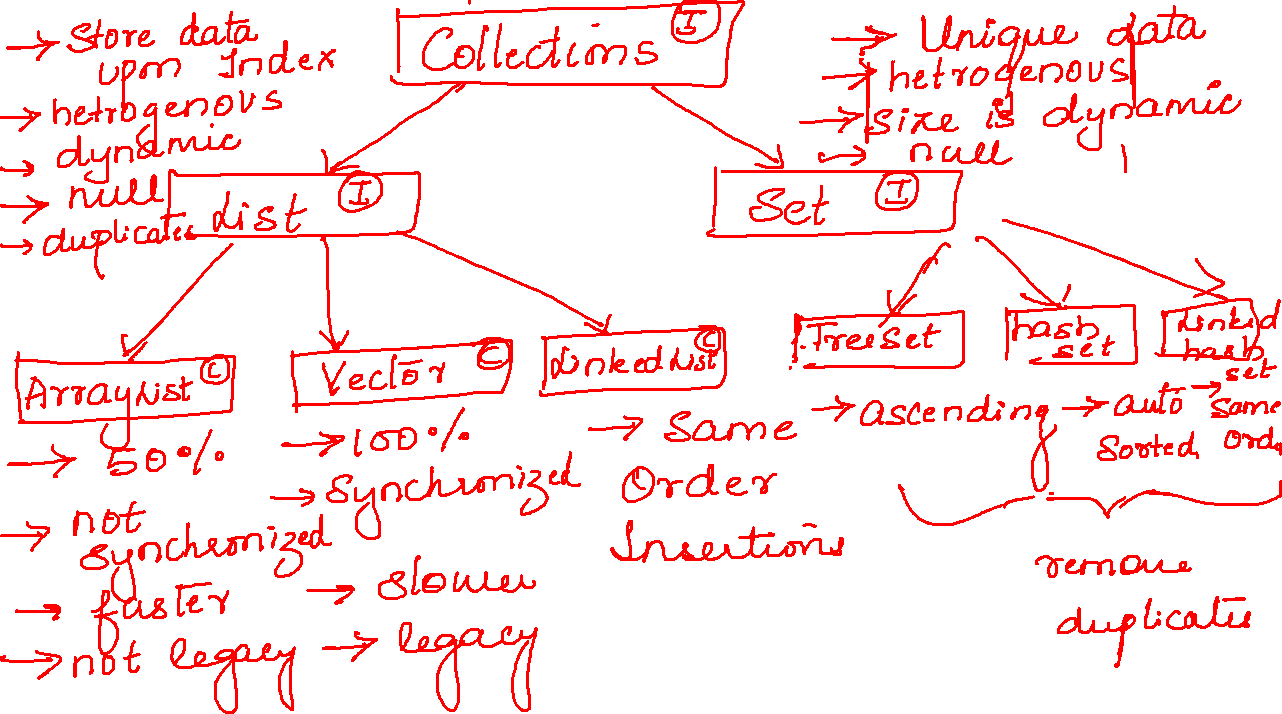 Collections I
→ Store data
upon Index
→ hetrogenous
→ dynamic
→ null
→ duplicates
→ Unique data
→ hetrogenous
→ Size is dynamic
→ null
List I
Set I
ArrayList C
→ 50%
→ not
synchronized
→ faster
→ not legacy
Vector C
→ 100%
→ Synchronized
→ slower
→ legacy
LinkedList C
→ Same
Order
Insertions
TreeSet
→ ascending
hash
set
→ auto
sorted
Linked
hash
set
→ Same
Ord
remove
duplicates